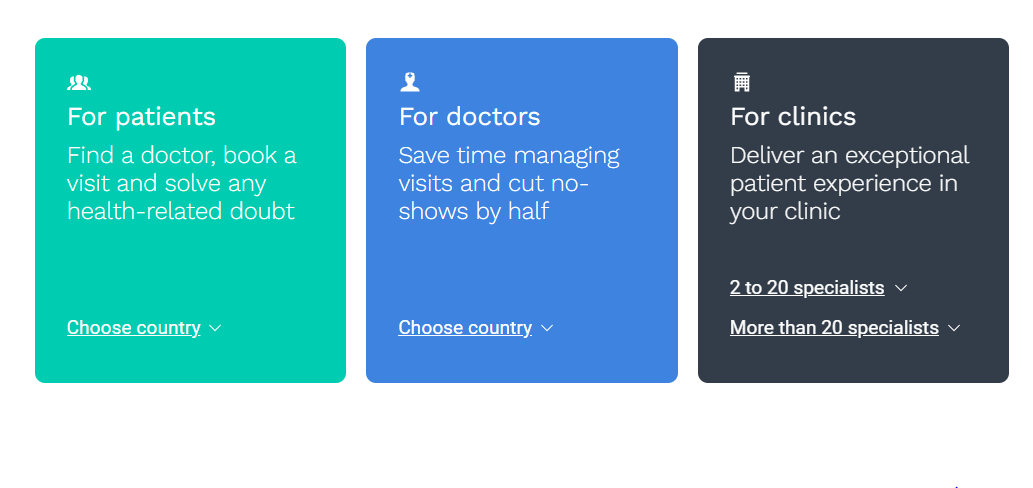 For patients
Find a doctor, book a
visit and solve any
health-related doubt
Choose country
For doctors
Save time managing
visits and cut no-
shows by half
Choose country
For clinics
Deliver an exceptional
patient experience in
your clinic
2 to 20 specialists
More than 20 specialists